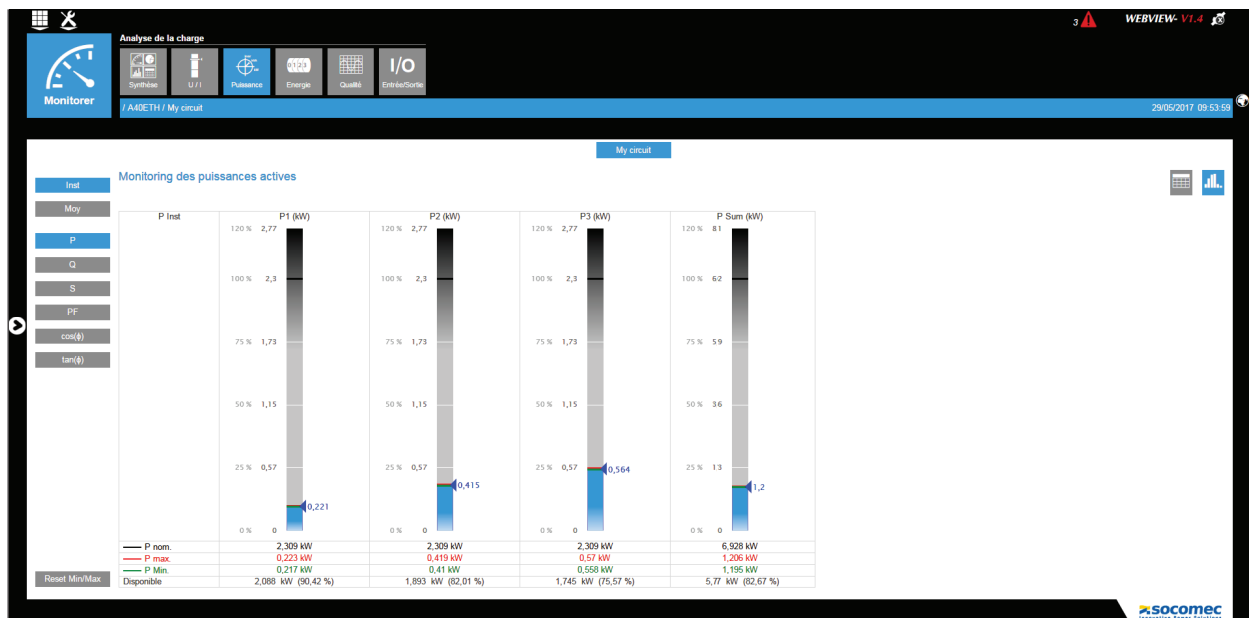 3 WEBVIEW- V1.4
Analyse de la charge
Monitorer
Synthèse U / I Puissance 0 1 2 3 Energie Qualité I/O Entrée/Sortie
/ A40ETH / My circuit 29/05/2017 09:53:59
My circuit
Monitoring des puissances actives
Inst
Moy
P
Q
S
PF
cos(ϕ)
tan(ϕ)
Reset Min/Max
P Inst P1 (kW) P2 (kW) P3 (kW) P Sum (kW)
120 % 2,77 120 % 2,77 120 % 2,77 120 % 81
100 % 2,3 100 % 2,3 100 % 2,3 100 % 62
75 % 1,73 75 % 1,73 75 % 1,73 75 % 59
50 % 1,15 50 % 1,15 50 % 1,15 50 % 36
25 % 0,57 25 % 0,57 25 % 0,57 25 % 13
0,221 0,415 0,564 1,2
0 % 0 0 % 0 0 % 0 0 % 0
P nom. 2,309 kW 2,309 kW 2,309 kW 6,928 kW
P max. 0,223 kW 0,419 kW 0,57 kW 1,206 kW
P Min. 0,217 kW 0,41 kW 0,558 kW 1,195 kW
Disponible 2,088 kW (90,42 %) 1,893 kW (82,01 %) 1,745 kW (75,57 %) 5,77 kW (82,67 %)
socomec
Innovative Power Solutions